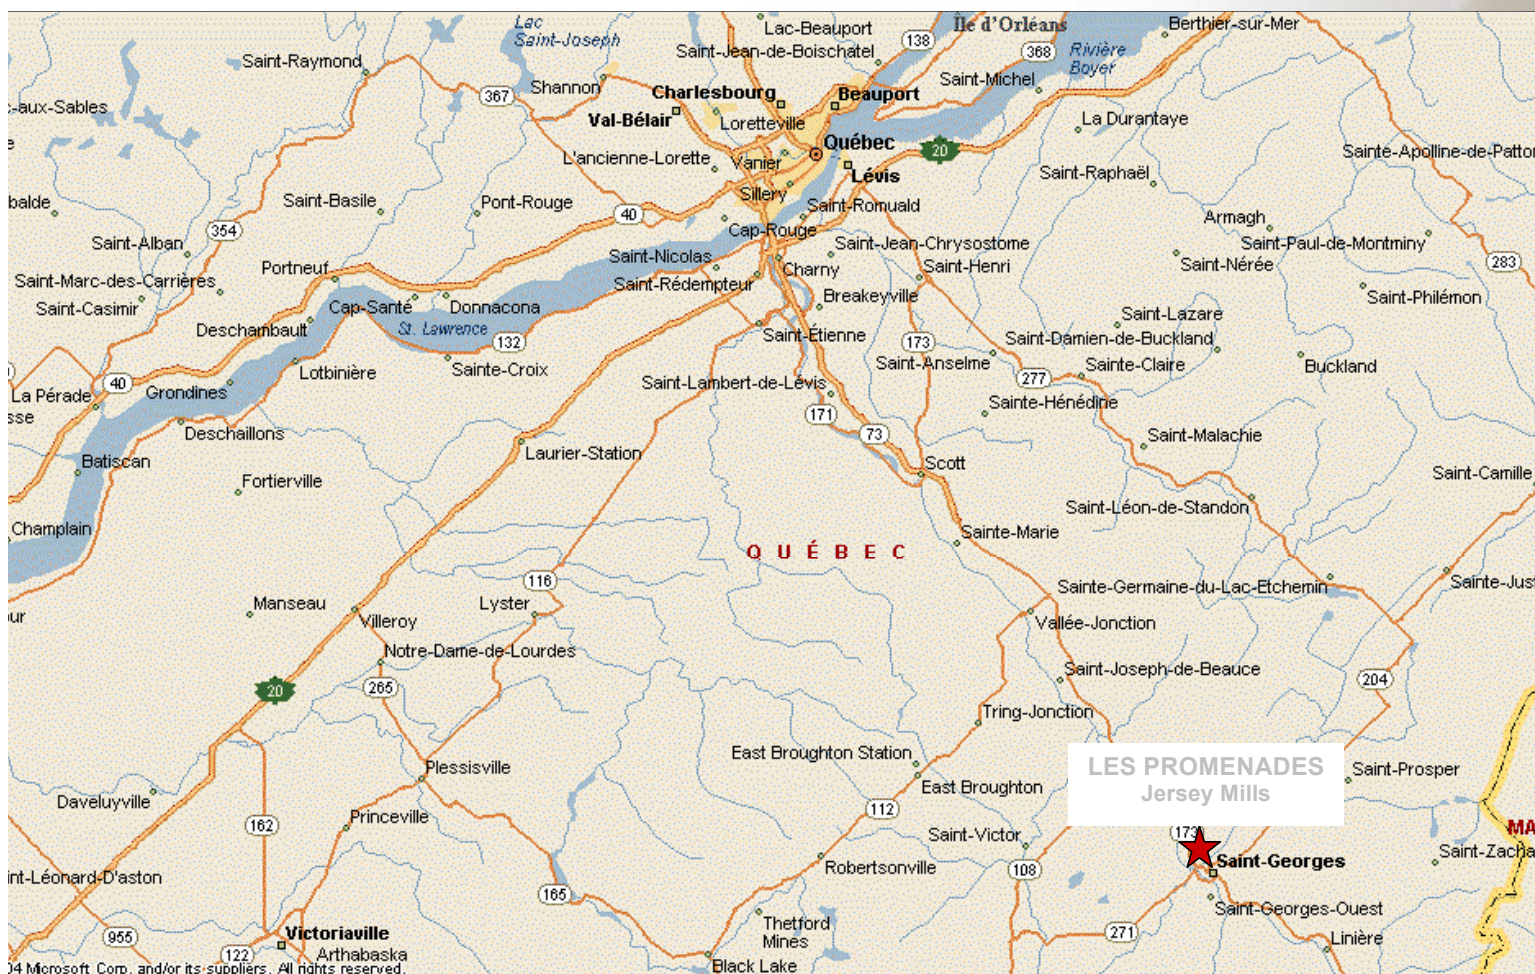 Lac
Saint-Joseph
Lac-Beauport
Île d'Orléans
Berthier-sur-Mer
Saint-Raymond
Saint-Jean-de-Boischatel
138
368
Rivière
Boyer
Shannon
Saint-Michel
367
Charlesbourg
Beauport
-aux-Sables
Val-Bélair
Loretteville
La Durantaye
Québec
20
L'ancienne-Lorette
Vanier
Sainte-Apolline-de-Patton
Lévis
Saint-Raphaël
Sillery
balde
Saint-Basile
Pont-Rouge
40
Saint-Romuald
Armagh
354
Cap-Rouge
Saint-Alban
Saint-Jean-Chrysostome
Saint-Paul-de-Montminy
Saint-Nicolas
Portneuf
Charny
Saint-Henri
Saint-Nérée
283
Saint-Marc-des-Carrières
Saint-Rédempteur
Saint-Casimir
Cap-Santé
Donnacona
Breakeyville
Saint-Philémon
Deschambault
St. Lawrence
Saint-Étienne
Saint-Lazare
132
173
Saint-Damien-de-Buckland
Lotbinière
Sainte-Croix
Saint-Anselme
Sainte-Claire
Buckland
40
Saint-Lambert-de-Lévis
277
La Pérade
Grondines
sse
171
Sainte-Hénédine
Deschaillons
73
Saint-Malachie
Batiscan
Laurier-Station
Scott
Saint-Camille
Fortierville
Saint-Léon-de-Standon
Champlain
Sainte-Marie
QUÉBEC
116
Sainte-Germaine-du-Lac-Etchemin
Sainte-Just
Manseau
Lyster
ur
Villeroy
Vallée-Jonction
Notre-Dame-de-Lourdes
Saint-Joseph-de-Beauce
20
265
204
Tring-Jonction
East Broughton Station
Plessisville
LES PROMENADES
Jersey Mills
Saint-Prosper
East Broughton
Daveluyville
112
Princeville
162
Saint-Victor
173
MA
Saint-Zacha
Saint-Georges
Robertsonville
108
int-Léonard-D'aston
165
Saint-Georges-Ouest
Thetford
Mines
271
955
Victoriaville
Linière
122
Arthabaska
Black Lake
04 Microsoft Corp. and/or its suppliers. All rights reserved.